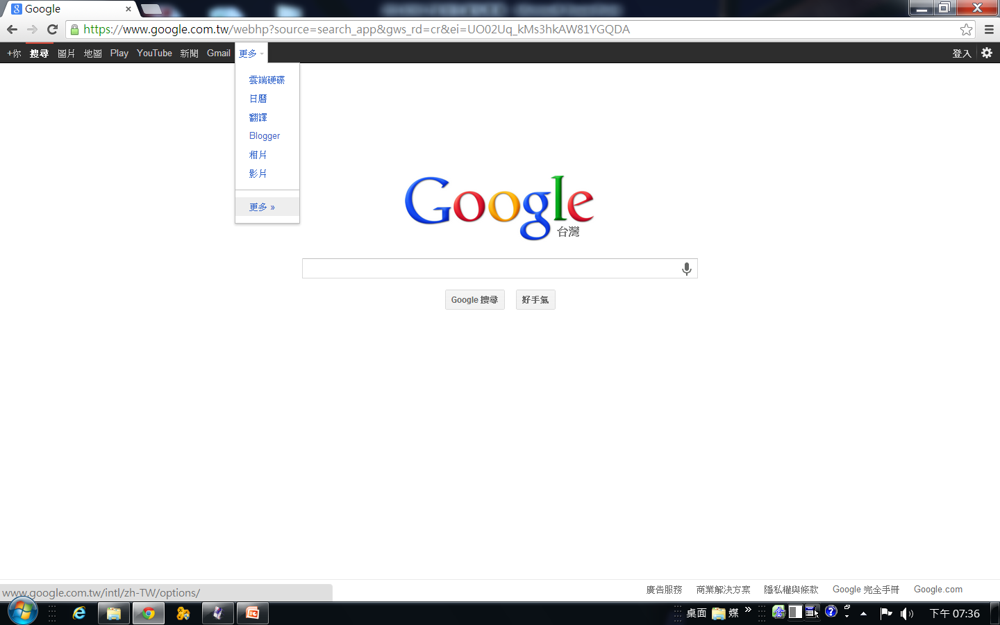 Google
https://www.google.com.tw/webhp?source=search_app&gws_rd=cr&ei=UO02Uq_kMs3hkAW81YGQDA
+你 搜尋 圖片 地圖 Play YouTube 新聞 Gmail 更多 登入
雲端硬碟
日曆
翻譯
Blogger
相片
影片
更多 »
Google
台灣
Google 搜尋 好手氣
廣告服務 商業解決方案 隱私權與條款 Google 完全手冊 Google.com
www.google.com.tw/intl/zh-TW/options/
桌面 媒 » 下午 07:36